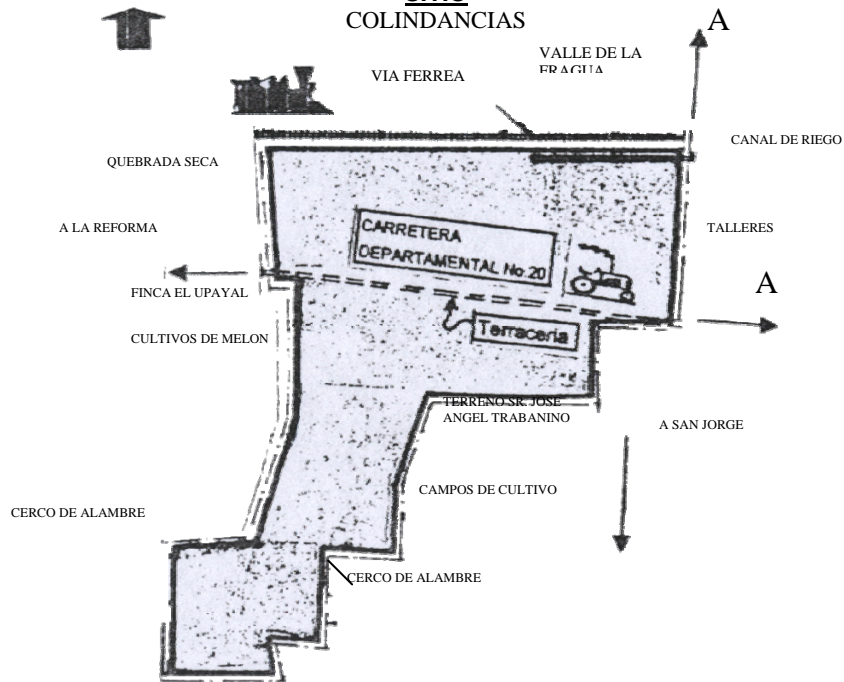 COLINDANCIAS
A
VALLE DE LA
FRAGUA
VIA FERREA
CANAL DE RIEGO
QUEBRADA SECA
A LA REFORMA
TALLERES
CARRETERA
DEPARTAMENTAL No.20
FINCA EL UPAYAL
A
Terraceria
CULTIVOS DE MELON
TERRENO SR. JOSE
ANGEL TRABANINO
A SAN JORGE
CAMPOS DE CULTIVO
CERCO DE ALAMBRE
CERCO DE ALAMBRE